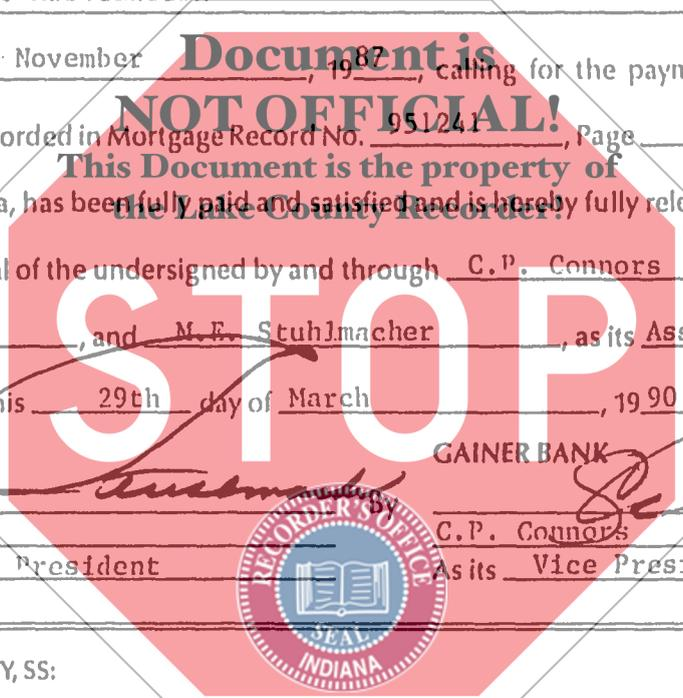 November , 1987 , calling for the paym
Document is
NOT OFFICIAL!
orded in Mortgage Record No. 951241 , Page
This Document is the property of
the Lake County Recorder!
a, has been fully paid and satisfied and is hereby fully rele
l of the undersigned by and through C.P. Connors
STOP
, and M.E. Stuhlmacher , as its Ass
is 29th day of March , 19 90
GAINER BANK
By
C.P. Connors
President As its Vice Presi
RECORDER'S OFFICE
SEAL
INDIANA
Y, SS: